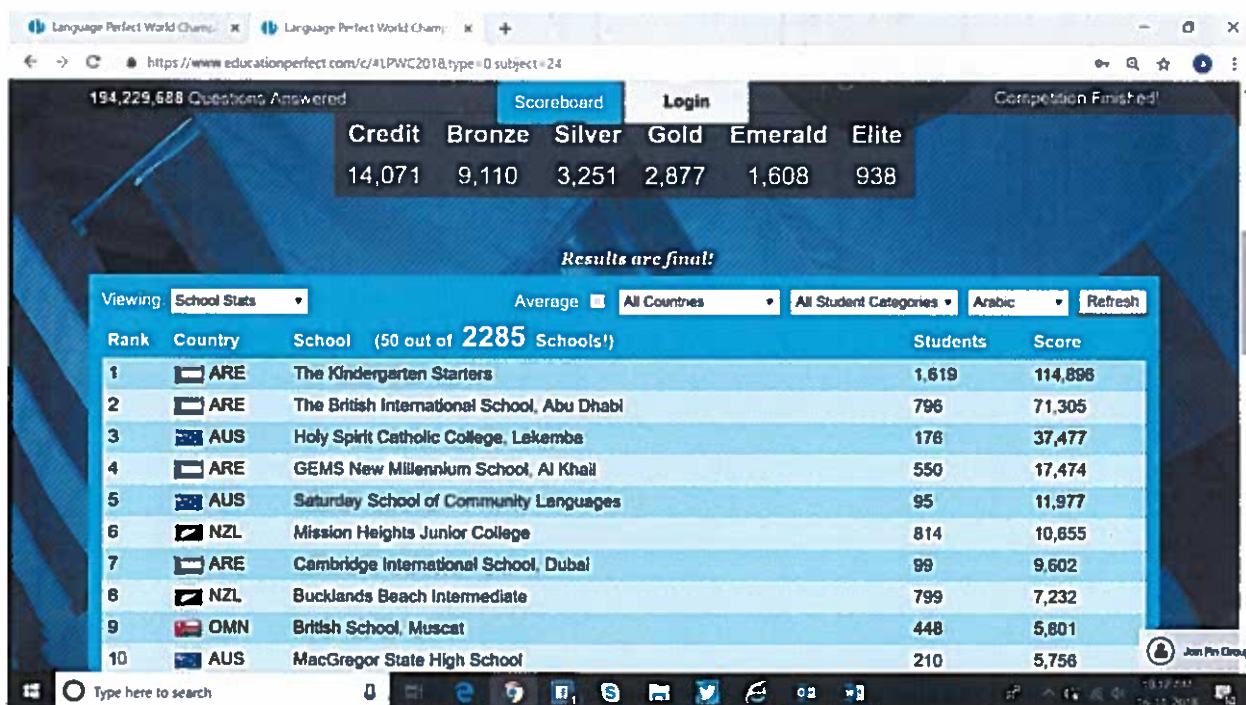 Language Perfect World Champ
Language Perfect World Champ
https://www.educationperfect.com/c/#LPWC2018,type=0 subject=24
194,229,688 Questions Answered Scoreboard Login Competition Finished!
Credit Bronze Silver Gold Emerald Elite
14,071 9,110 3,251 2,877 1,608 938
Results are final!
Viewing: School Stats Average All Countries All Student Categories Arabic Refresh
Rank Country School (50 out of 2285 Schools!) Students Score
1 ARE The Kindergarten Starters 1,619 114,896
2 ARE The British International School, Abu Dhabi 796 71,305
3 AUS Holy Spirit Catholic College, Lakemba 176 37,477
4 ARE GEMS New Millennium School, Al Khail 550 17,474
5 AUS Saturday School of Community Languages 95 11,977
6 NZL Mission Heights Junior College 814 10,655
7 ARE Cambridge International School, Dubai 99 9,602
8 NZL Bucklands Beach Intermediate 799 7,232
9 OMN British School, Muscat 448 5,801
10 AUS MacGregor State High School 210 5,756
Join Pin Group
Type here to search